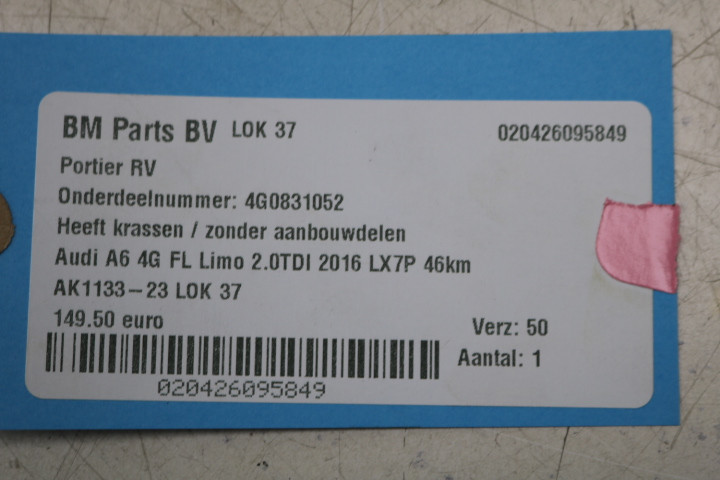 BM Parts BV LOK 37 020426095849
Portier RV
Onderdeelnummer: 4G0831052
Heeft krassen / zonder aanbouwdelen
Audi A6 4G FL Limo 2.0TDI 2016 LX7P 46km
AK1133-23 LOK 37
149.50 euro
Verz: 50
Aantal: 1
020426095849